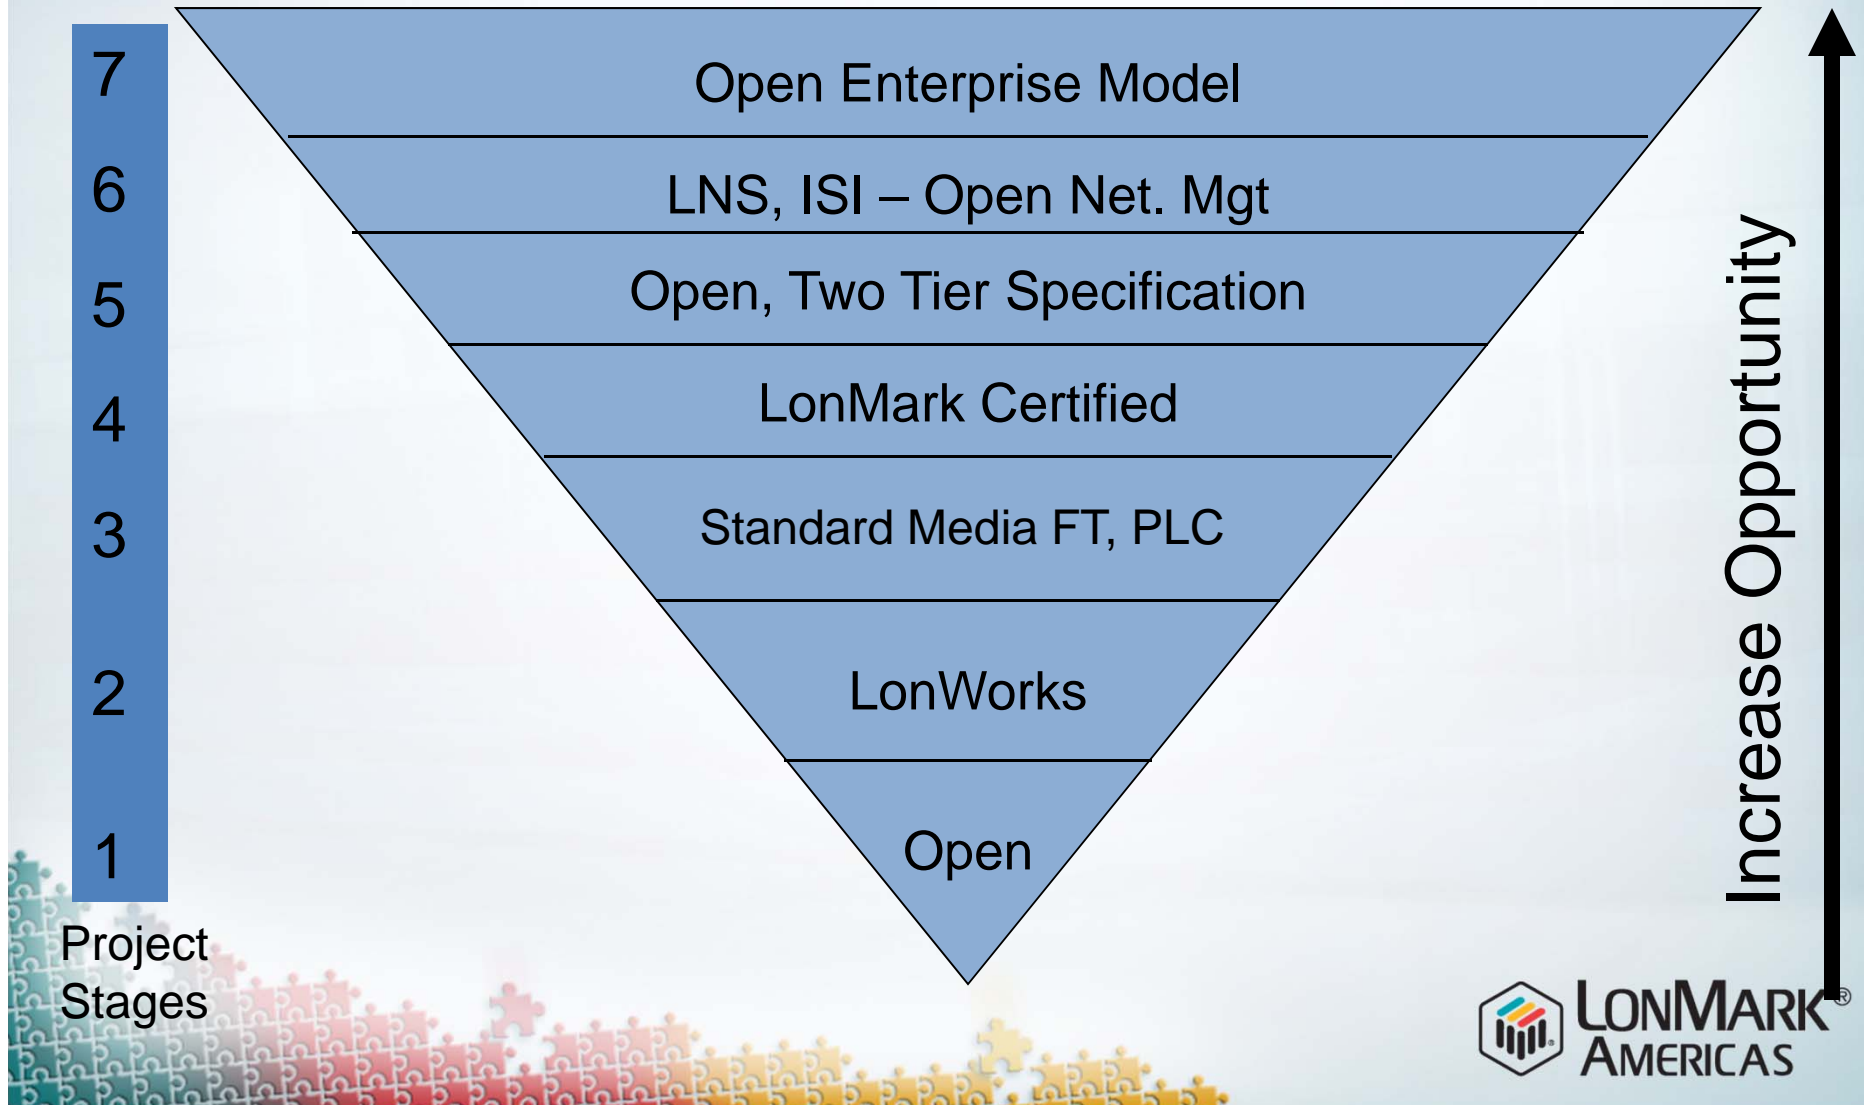 7
Open Enterprise Model
6
LNS, ISI – Open Net. Mgt
5
Open, Two Tier Specification
4
LonMark Certified
3
Standard Media FT, PLC
2
LonWorks
1
Open
Project
Stages
Increase Opportunity
LONMARK®
AMERICAS